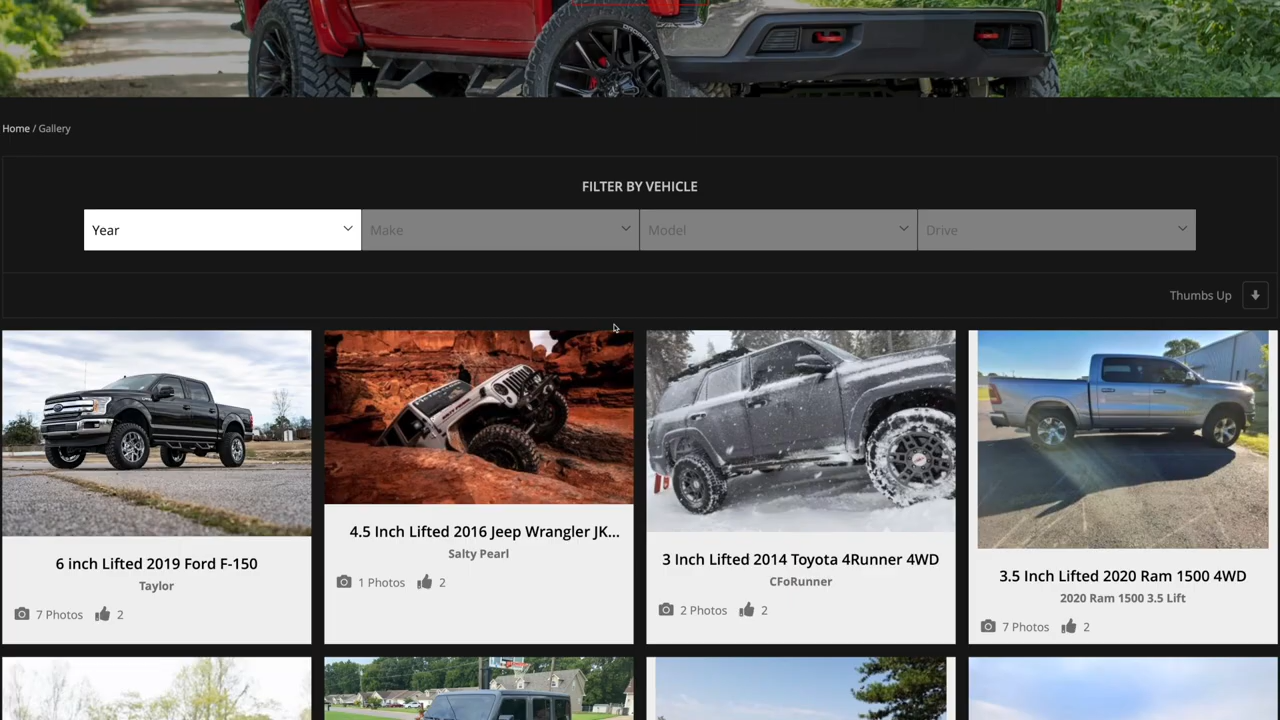 Home / Gallery
FILTER BY VEHICLE
Year
Make
Model
Drive
Thumbs Up
6 inch Lifted 2019 Ford F-150
Taylor
7 Photos 2
4.5 Inch Lifted 2016 Jeep Wrangler JK...
Salty Pearl
1 Photos 2
3 Inch Lifted 2014 Toyota 4Runner 4WD
CFoRunner
2 Photos 2
3.5 Inch Lifted 2020 Ram 1500 4WD
2020 Ram 1500 3.5 Lift
7 Photos 2